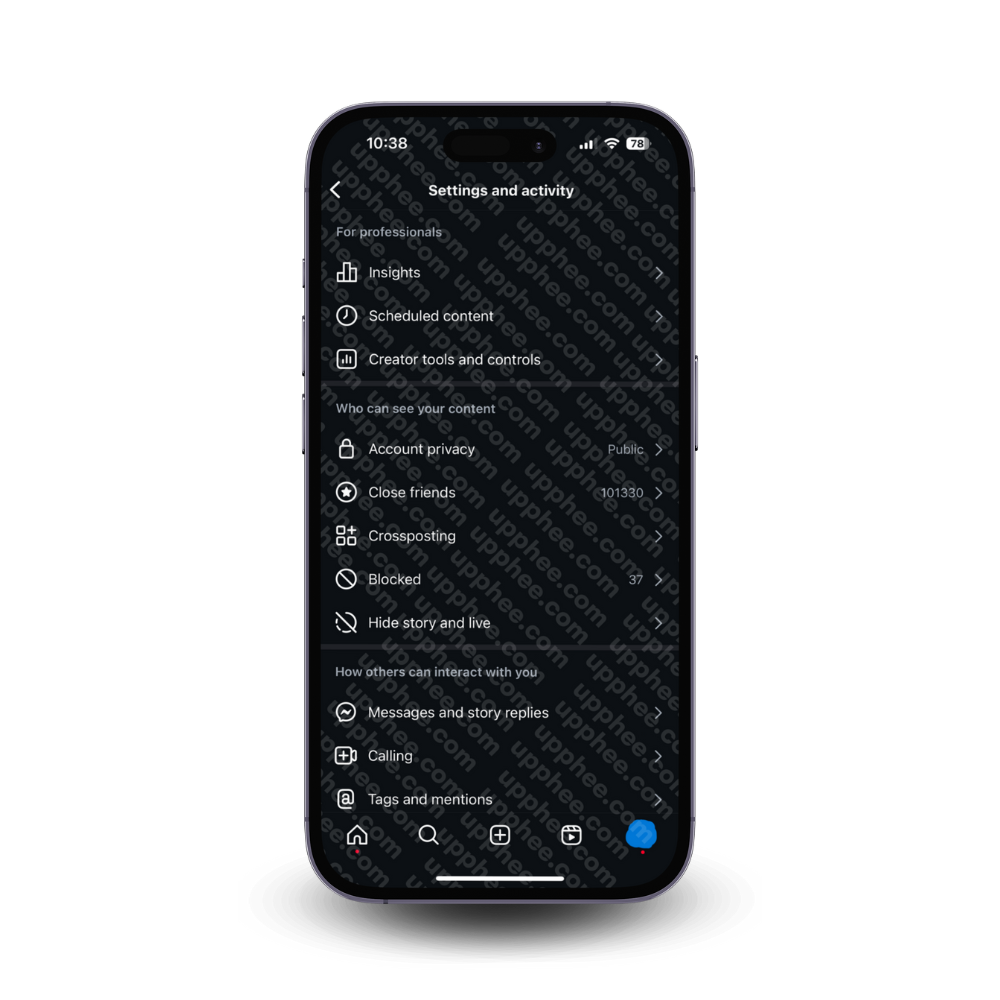 10:38
78
Settings and activity
For professionals
Insights
Scheduled content
Creator tools and controls
Who can see your content
Account privacy Public
Close friends 101330
Crossposting
Blocked 37
Hide story and live
How others can interact with you
Messages and story replies
Calling
Tags and mentions
upphee.com